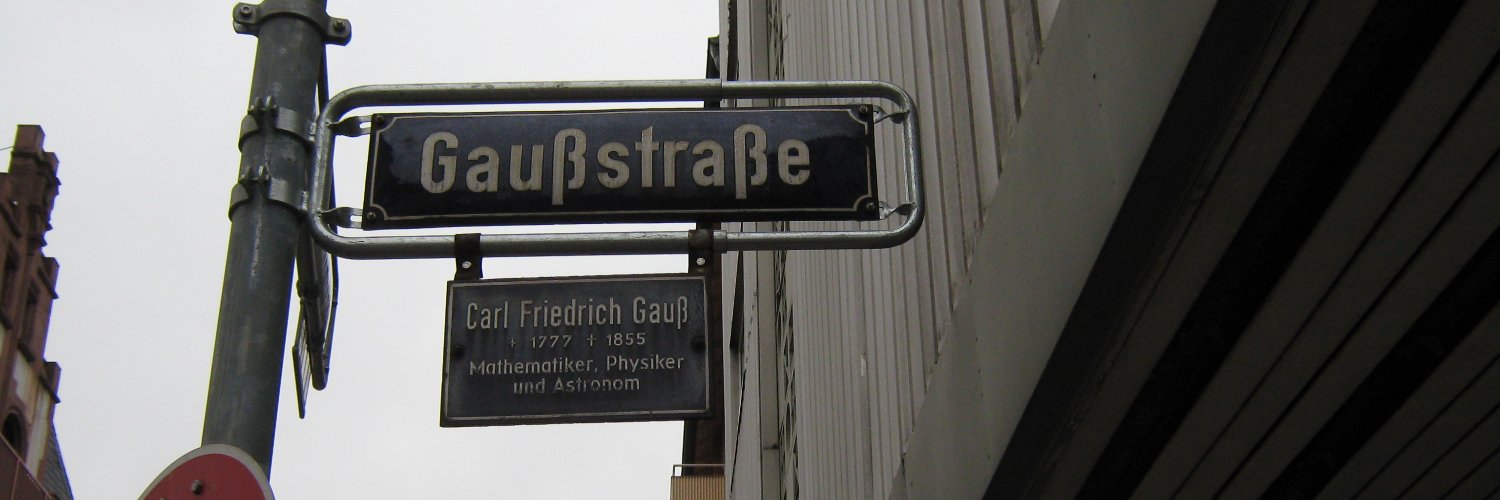 Gaußstraße
Carl Friedrich Gauß
* 1777 † 1855
Mathematiker, Physiker
und Astronom